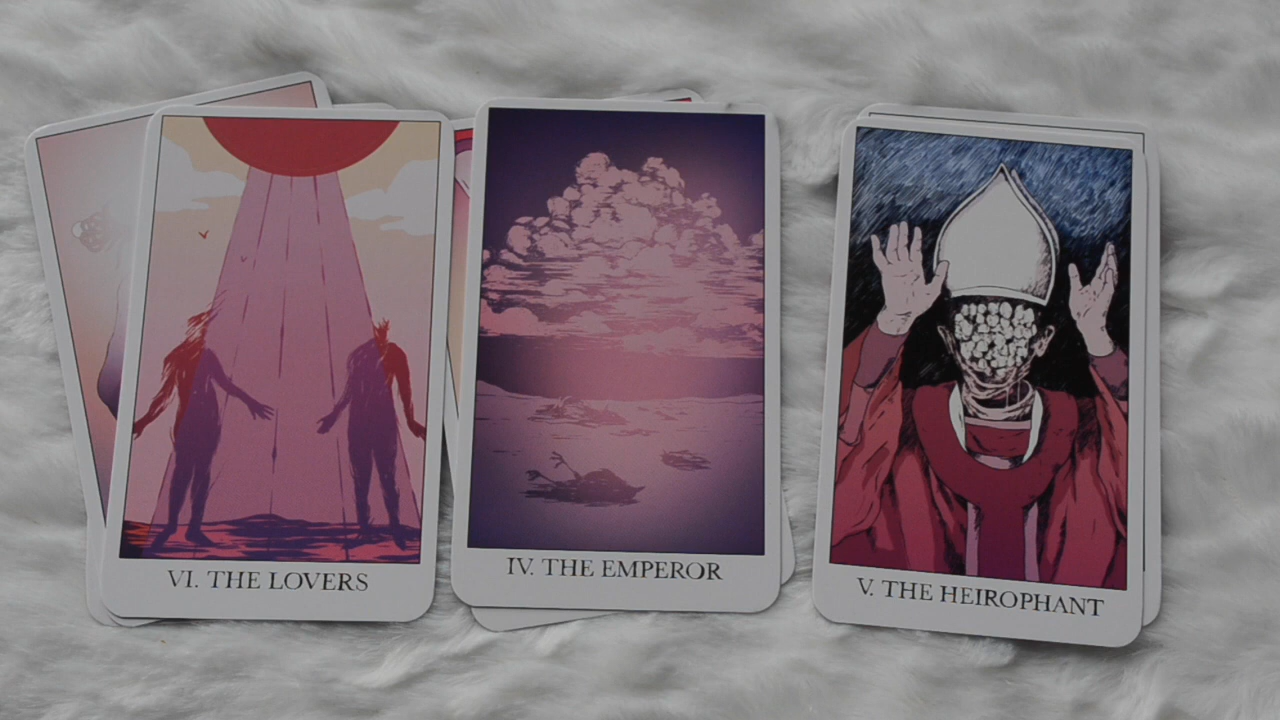 VI. THE LOVERS
IV. THE EMPEROR
V. THE HEIROPHANT